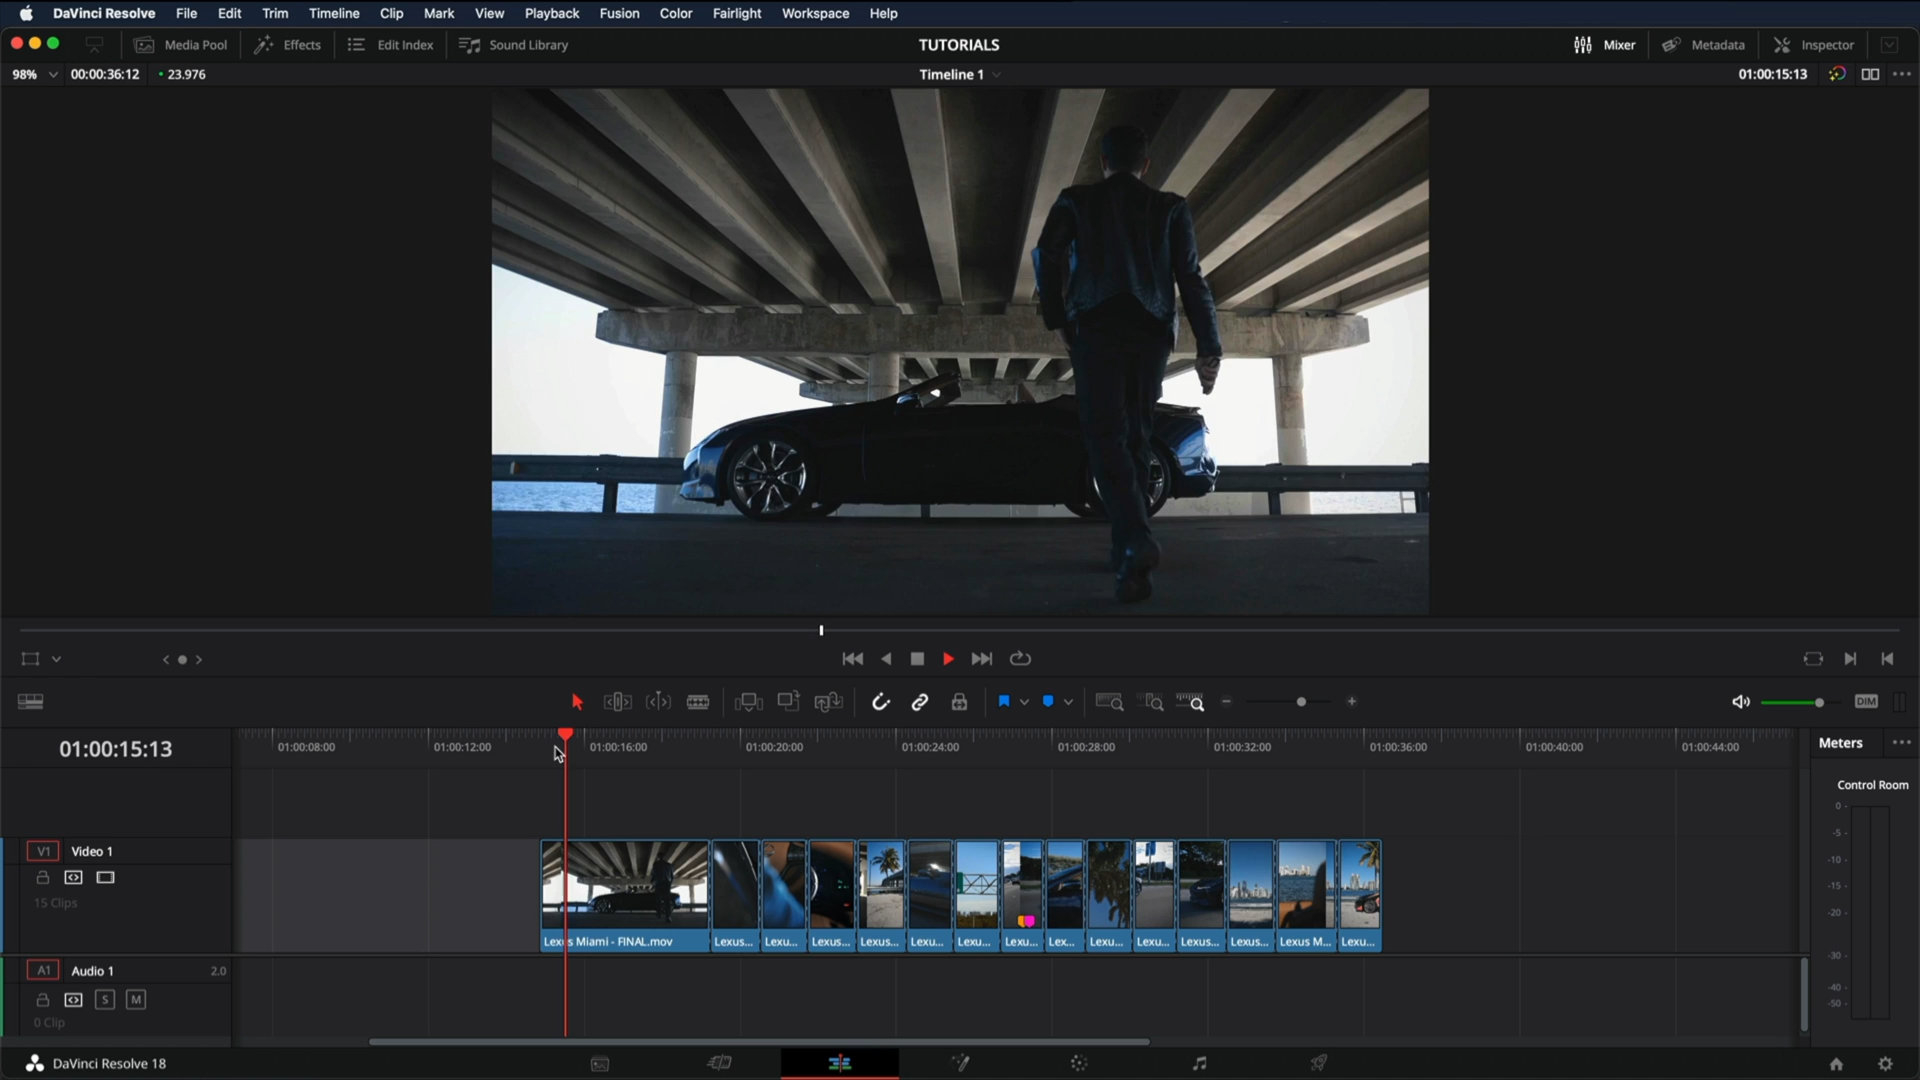 DaVinci Resolve File Edit Trim Timeline Clip Mark View Playback Fusion Color Fairlight Workspace Help
Media Pool Effects Edit Index Sound Library TUTORIALS Mixer Metadata Inspector
98% 00:00:36:12 23.976 Timeline 1 01:00:15:13
DIM
01:00:15:13 01:00:08:00 01:00:12:00 01:00:16:00 01:00:20:00 01:00:24:00 01:00:28:00 01:00:32:00 01:00:36:00 01:00:40:00 01:00:44:00 Meters
Control Room
0
-5
-10
-15
-20
-30
-40
-50
V1 Video 1
15 Clips
Lexus Miami - FINAL.mov Lexus... Lexu... Lexus... Lexus... Lexu... Lexu... Lexu... Lex... Lexu... Lexu... Lexus... Lexus... Lexus M... Lexu...
A1 Audio 1 2.0
S M
0 Clip
DaVinci Resolve 18